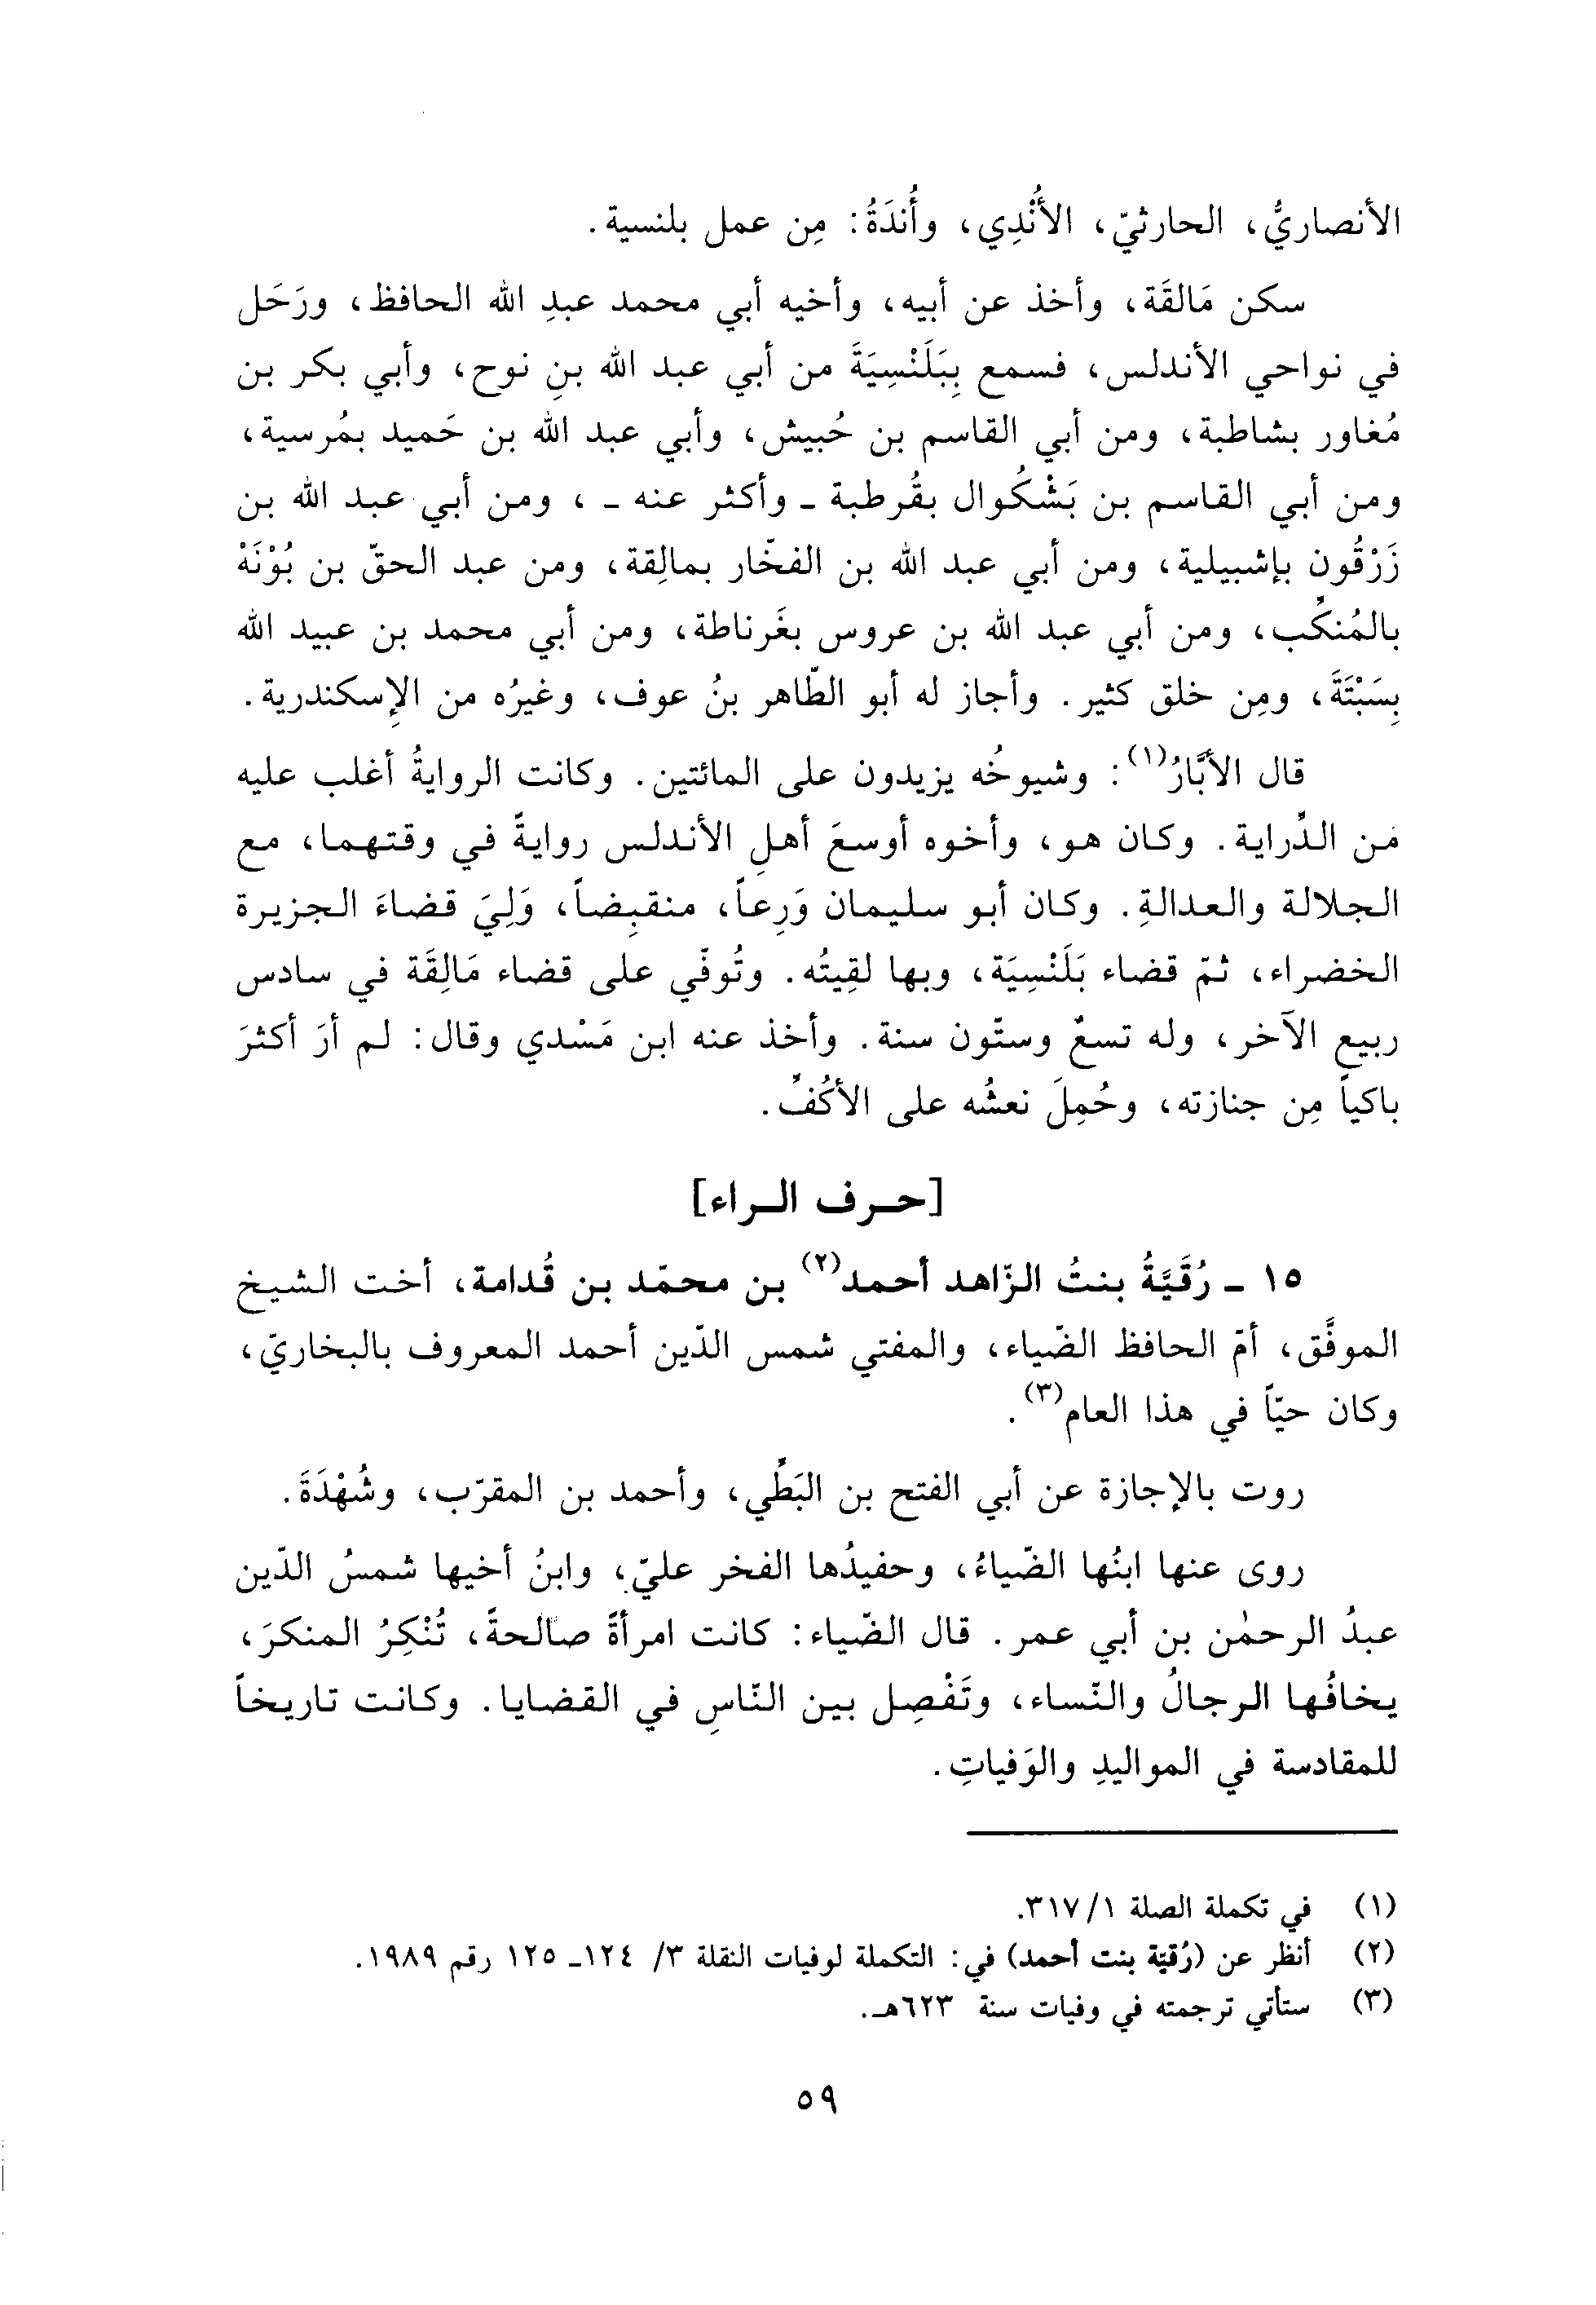 الأنصاريُّ، الحارثيّ، الأُنْدِي، وأُندَةُ: مِن عمل بلنسية.
سكن مَالقَة، وأخذ عن أبيه، وأخيه أبي محمد عبدِ الله الحافظ، ورَحَل
في نواحي الأندلس، فسمع بِبَلَنْسِيَةَ من أبي عبد الله بنِ نوح، وأبي بكر بن
مُغاور بشاطبة، ومن أبي القاسم بن حُبيش، وأبي عبد الله بن حَميد بمُرسية،
ومن أبي القاسم بن بَشْكُوال بقُرطبة ـ وأكثر عنه ـ ، ومن أبي عبد الله بن
زَرْقُون بإشبيلية، ومن أبي عبد الله بن الفخّار بمالِقة، ومن عبد الحقّ بن بُوْنَهْ
بالمُنكَّب، ومن أبي عبد الله بن عروس بغَرناطة، ومن أبي محمد بن عبيد الله
بِسَبْتَةَ، ومِن خلق كثير. وأجاز له أبو الطّاهر بنُ عوف، وغيرُه من الإسكندرية.
قال الأبَّارُ(١): وشيوخُه يزيدون على المائتين. وكانت الروايةُ أغلب عليه
مَن الدِّراية. وكان هو، وأخوه أوسعَ أهلِ الأندلس روايةً في وقتهما، مع
الجلالة والعدالةِ. وكان أبو سليمان وَرِعاً، منقبِضاً، وَلِيَ قضاءَ الجزيرة
الخضراء، ثمّ قضاء بَلَنْسِيَة، وبها لقِيتُه. وتُوفّي على قضاء مَالِقَة في سادس
ربيع الآخر، وله تسعٌ وستّون سنة. وأخذ عنه ابن مَسْدي وقال: لم أرَ أكثرَ
باكياً مِن جنازته، وحُمِلَ نعشُه على الأكُفِّ.
[حرف الراء]
١٥ ـ رُقَيَّةُ بنتُ الزّاهد أحمد(٢) بن محمّد بن قُدامة، أخت الشيخ
الموفَّق، أمّ الحافظ الضّياء، والمفتي شمس الدّين أحمد المعروف بالبخاريّ،
وكان حيّاً في هذا العام(٣).
روت بالإجازة عن أبي الفتح بن البَطِّي، وأحمد بن المقرّب، وشُهْدَةَ.
روى عنها ابنُها الضّياءُ، وحفيدُها الفخر عليّ، وابنُ أخيها شمسُ الدّين
عبدُ الرحمٰن بن أبي عمر. قال الضّياء: كانت امرأةً صالحةً، تُنْكِرُ المنكرَ،
يخافُها الرجالُ والنّساء، وتَفْصِل بين النّاسِ في القضايا. وكانت تاريخاً
للمقادسة في المواليدِ والوَفياتِ.
(١) في تكملة الصلة ١/ ٣١٧.
(٢) أنظر عن (رُقيّة بنت أحمد) في: التكملة لوفيات النقلة ٣/ ١٢٤ـ ١٢٥ رقم ١٩٨٩.
(٣) ستأتي ترجمته في وفيات سنة ٦٢٣هـ.
٥٩